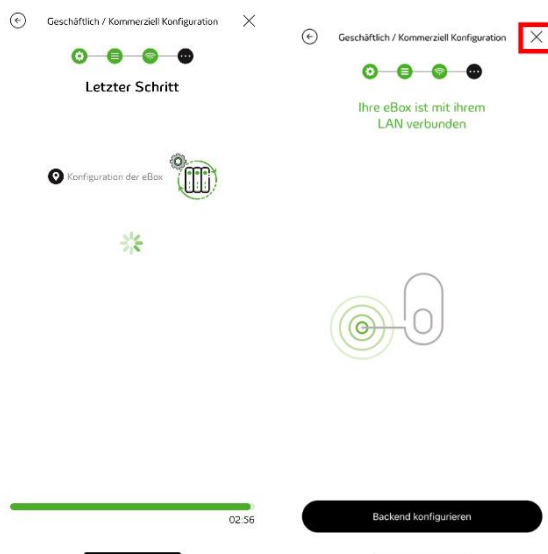 Geschäftlich / Kommerziell Konfiguration
Letzter Schritt
Konfiguration der eBox
02:56
Geschäftlich / Kommerziell Konfiguration
Ihre eBox ist mit ihrem
LAN verbunden
Backend konfigurieren